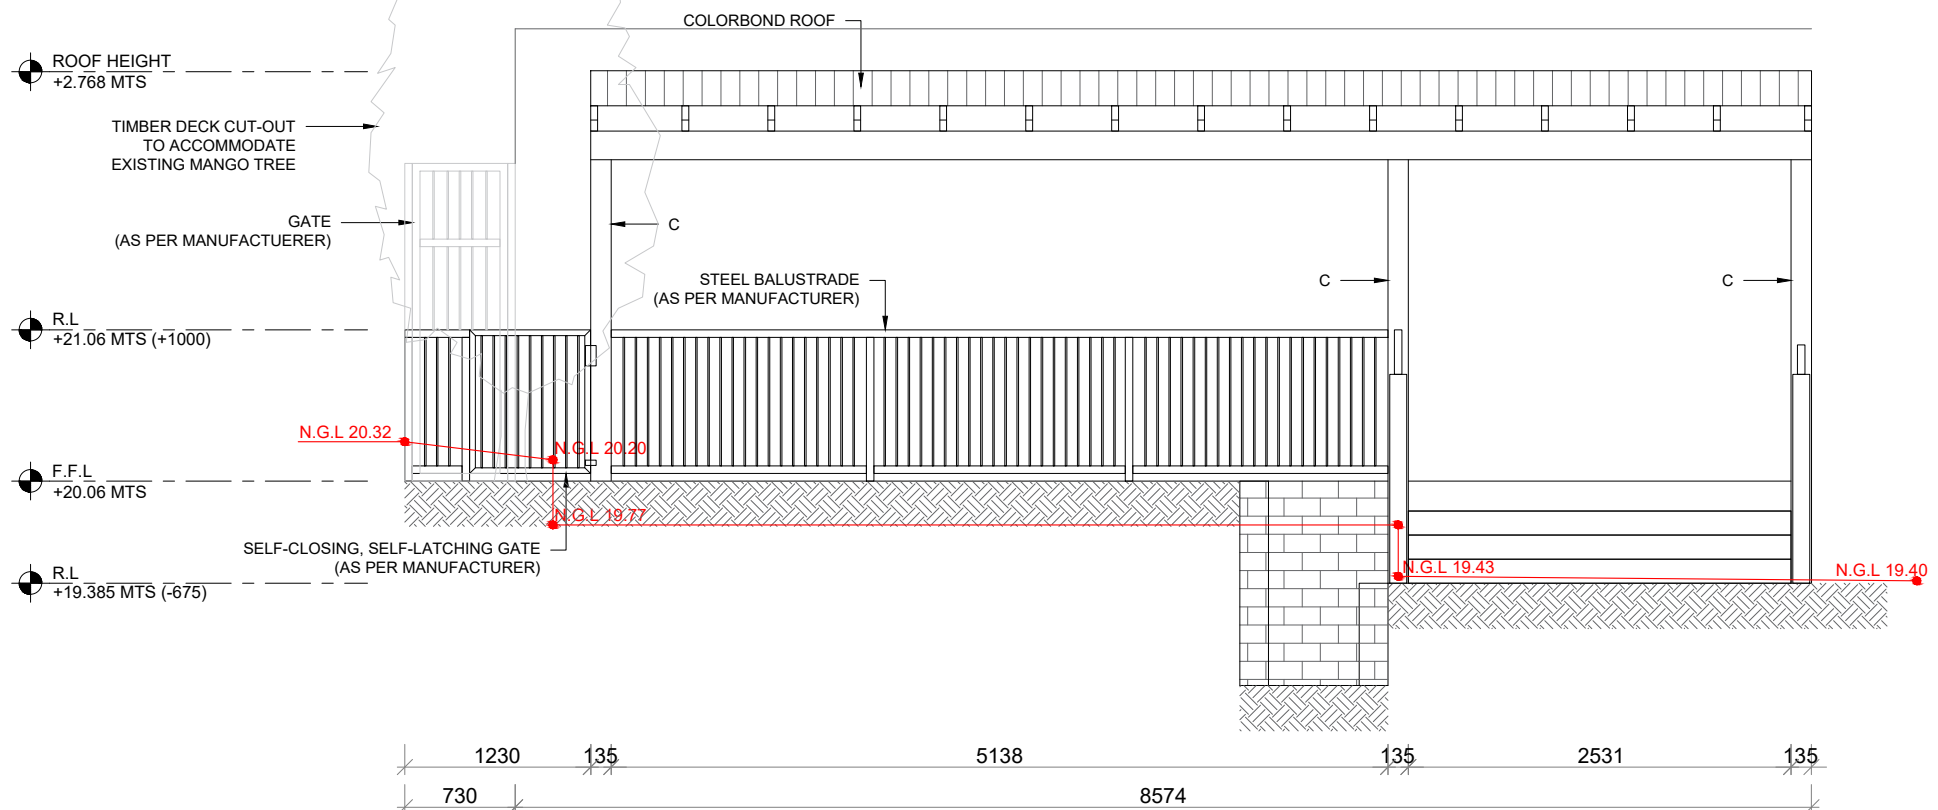 COLORBOND ROOF
ROOF HEIGHT
+2.768 MTS
TIMBER DECK CUT-OUT
TO ACCOMMODATE
EXISTING MANGO TREE
GATE
(AS PER MANUFACTUERER)
C
STEEL BALUSTRADE
(AS PER MANUFACTURER)
C
C
R.L
+21.06 MTS (+1000)
N.G.L 20.32
N.G.L 20.20
F.F.L
+20.06 MTS
N.G.L 19.77
SELF-CLOSING, SELF-LATCHING GATE
(AS PER MANUFACTURER)
R.L
+19.385 MTS (-675)
N.G.L 19.43
N.G.L 19.40
1230 135 5138 135 2531 135
730 8574